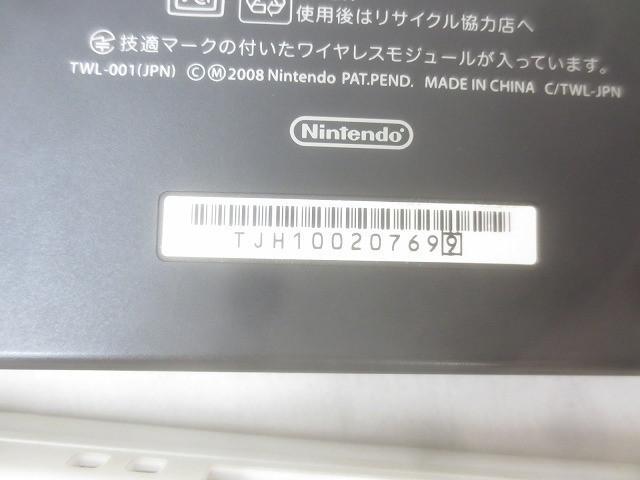 使用後はリサイクル協力店へ
技適マークの付いたワイヤレスモジュールが入っています。
TWL-001(JPN) ©Ⓜ2008 Nintendo PAT.PEND. MADE IN CHINA C/TWL-JPN
Nintendo
TJH100207699